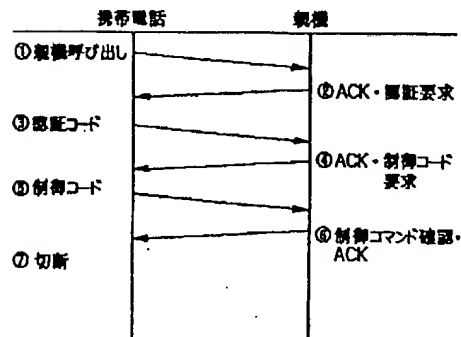 携帯電話
親機
①親機呼び出し
②ACK・認証要求
③認証コード
④ACK・制御コード
要求
⑤制御コード
⑥制御コマンド確認・
ACK
⑦切断